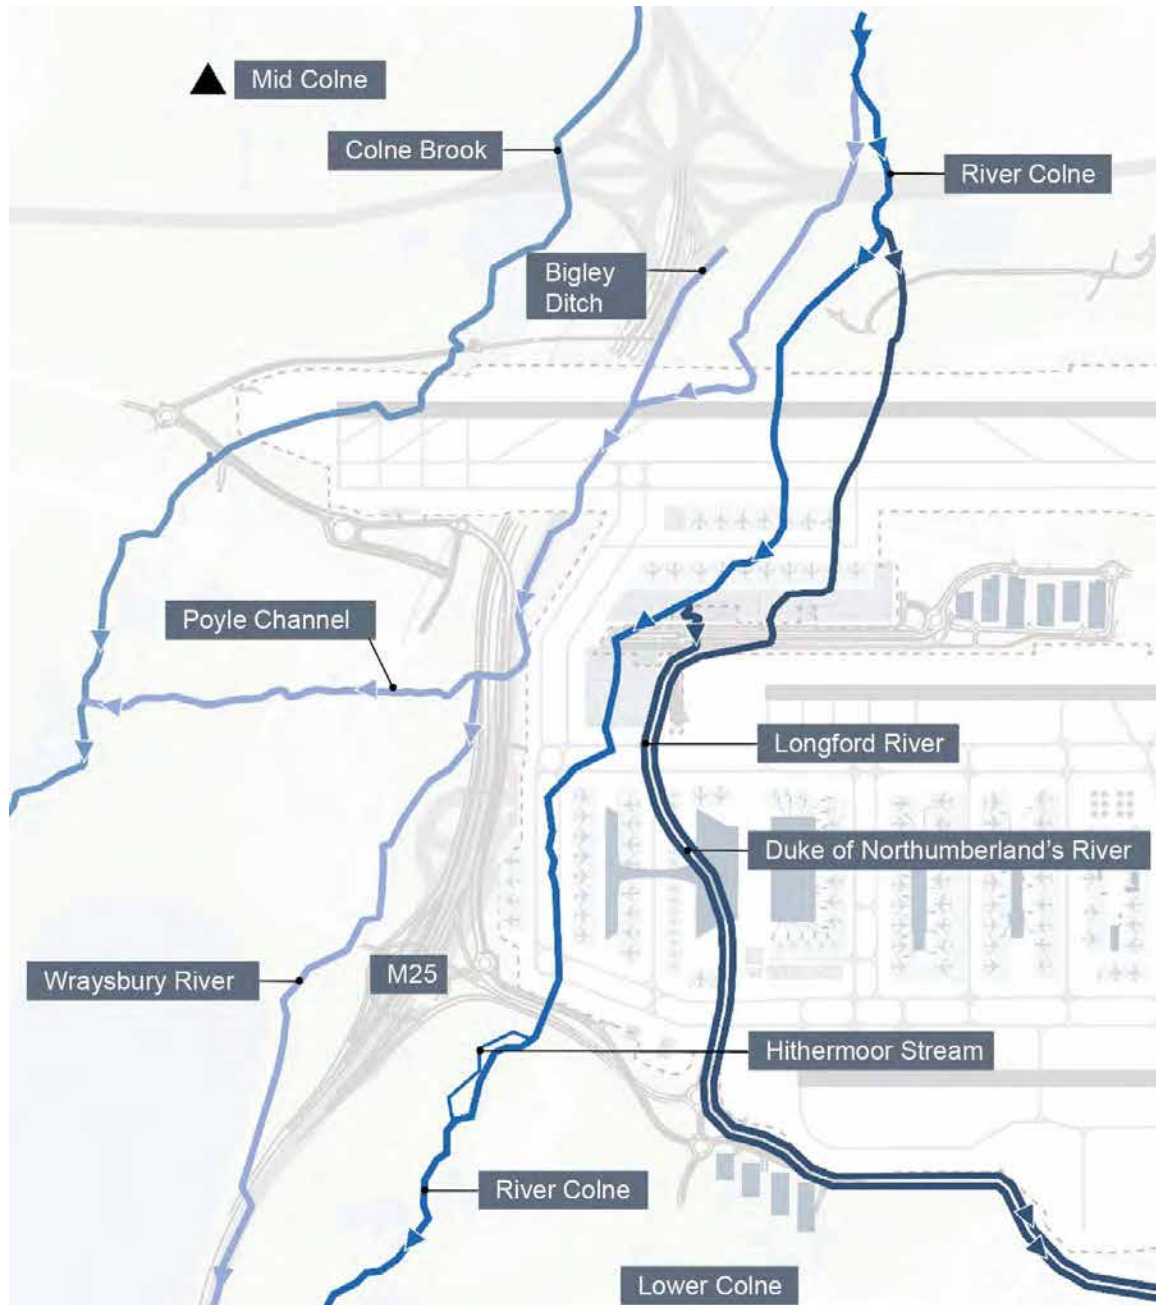 Mid Colne
Colne Brook
River Colne
Bigley
Ditch
Poyle Channel
Longford River
Duke of Northumberland's River
Wraysbury River
M25
Hithermoor Stream
River Colne
Lower Colne